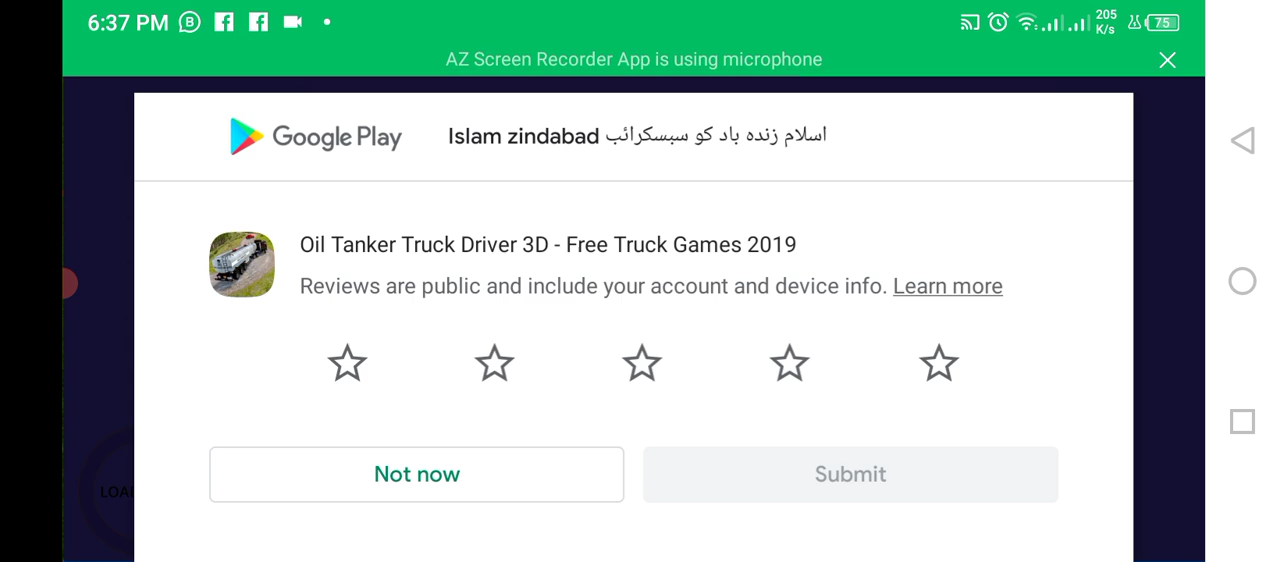 6:37 PM
205
K/s
75
AZ Screen Recorder App is using microphone
Google Play
Islam zindabad اسلام زندہ باد کو سبسکرائب
Oil Tanker Truck Driver 3D - Free Truck Games 2019
Reviews are public and include your account and device info. Learn more
Not now
Submit